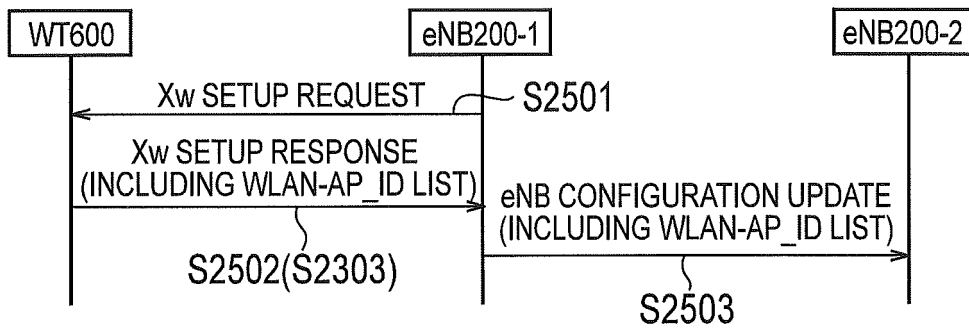 WT600
eNB200-1
eNB200-2
Xw SETUP REQUEST
S2501
Xw SETUP RESPONSE
(INCLUDING WLAN-AP_ID LIST)
S2502(S2303)
eNB CONFIGURATION UPDATE
(INCLUDING WLAN-AP_ID LIST)
S2503